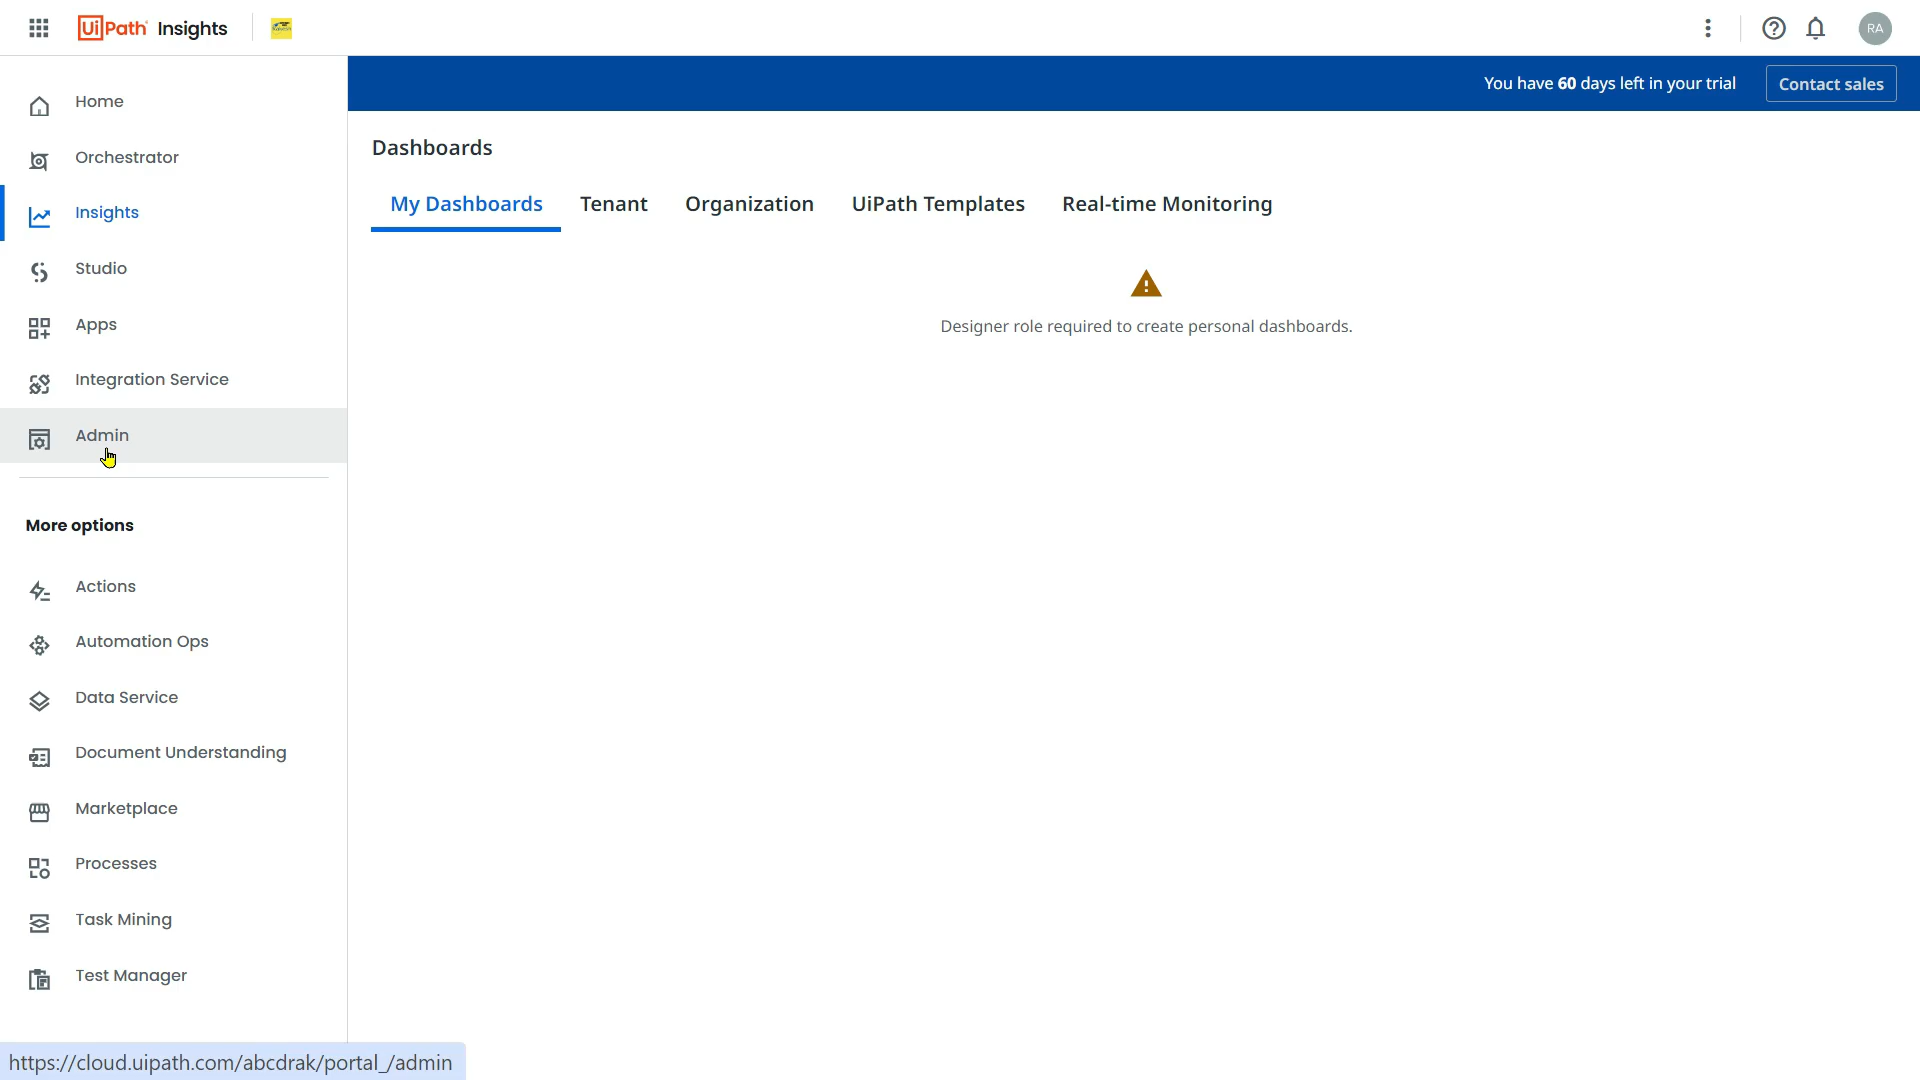 UiPath Insights
RA
Home
Orchestrator
Insights
Studio
Apps
Integration Service
Admin
More options
Actions
Automation Ops
Data Service
Document Understanding
Marketplace
Processes
Task Mining
Test Manager
You have 60 days left in your trial
Contact sales
Dashboards
My Dashboards Tenant Organization UiPath Templates Real-time Monitoring
Designer role required to create personal dashboards.
https://cloud.uipath.com/abcdrak/portal_/admin